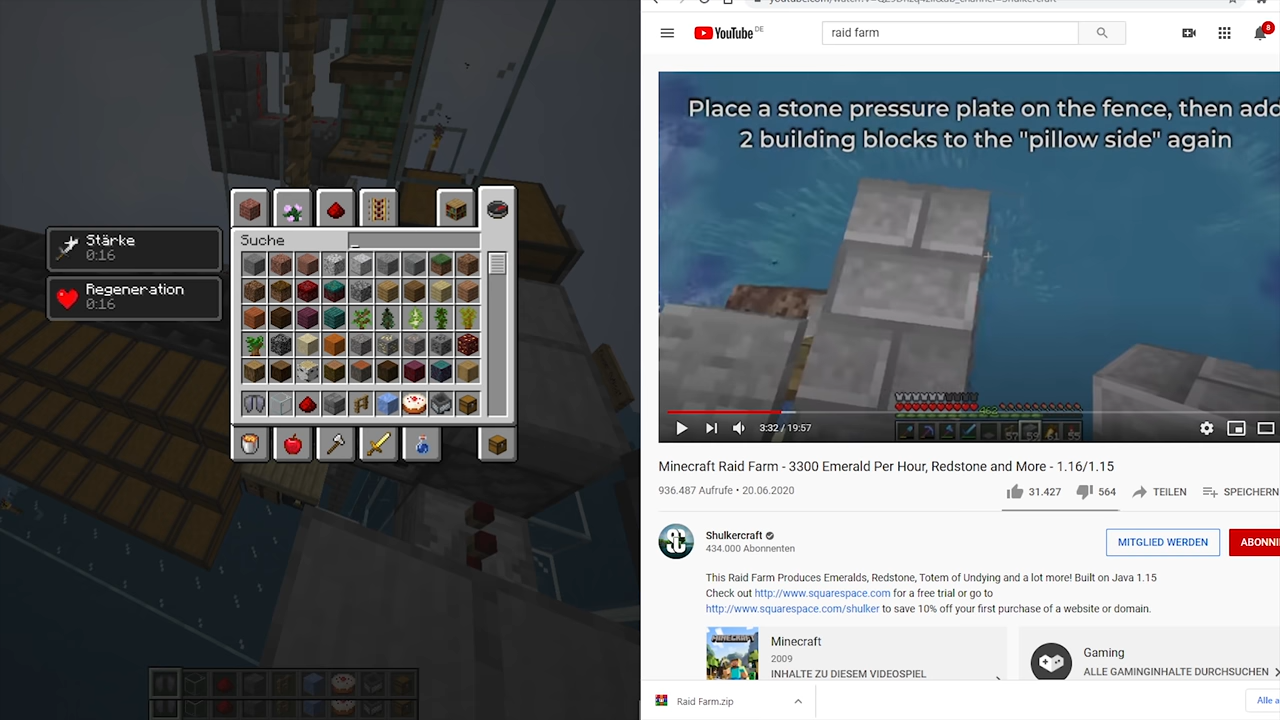 Stärke
0:16
Regeneration
0:16
Suche
YouTube DE
raid farm
8
Place a stone pressure plate on the fence, then add
2 building blocks to the "pillow side" again
3:32 / 19:57
Minecraft Raid Farm - 3300 Emerald Per Hour, Redstone and More - 1.16/1.15
936.487 Aufrufe • 20.06.2020
31.427
564
TEILEN
SPEICHERN
Shulkercraft
434.000 Abonnenten
MITGLIED WERDEN
ABONNI
This Raid Farm Produces Emeralds, Redstone, Totem of Undying and a lot more! Built on Java 1.15
Check out http://www.squarespace.com for a free trial or go to
http://www.squarespace.com/shulker to save 10% off your first purchase of a website or domain.
MINECRAFT
Minecraft
2009
INHALTE ZU DIESEM VIDEOSPIEL
Gaming
ALLE GAMINGINHALTE DURCHSUCHEN
Raid Farm.zip
Alle a